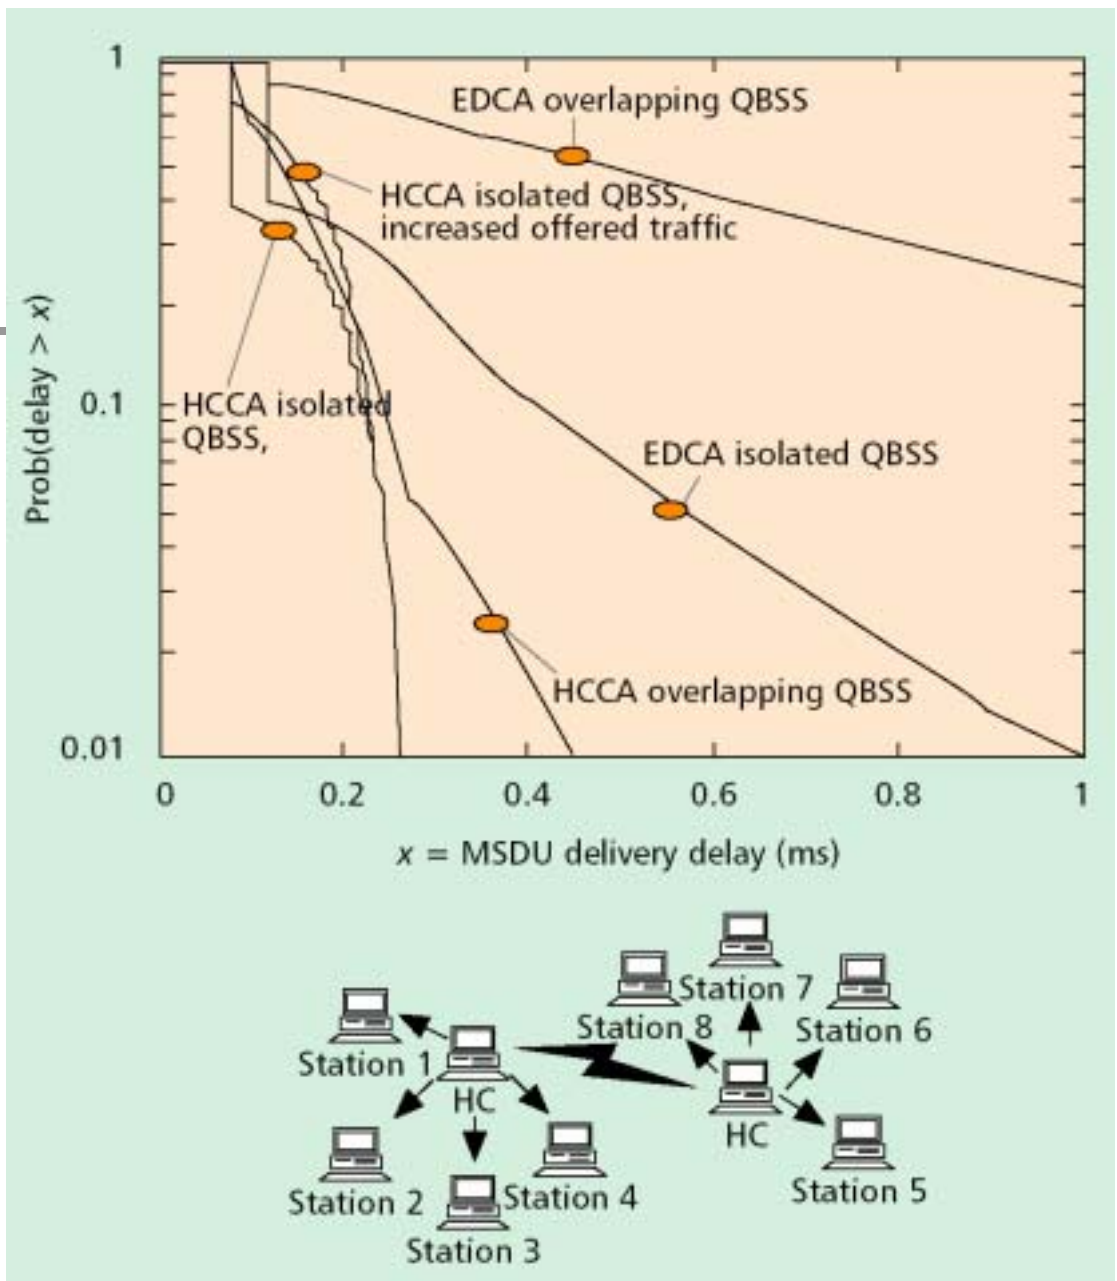 1
EDCA overlapping QBSS
HCCA isolated QBSS,
increased offered traffic
Prob(delay > x)
0.1
HCCA isolated
QBSS,
EDCA isolated QBSS
HCCA overlapping QBSS
0.01
0 0.2 0.4 0.6 0.8 1
x = MSDU delivery delay (ms)
Station 7
Station 8
Station 6
Station 1
HC
HC
Station 2
Station 4
Station 5
Station 3